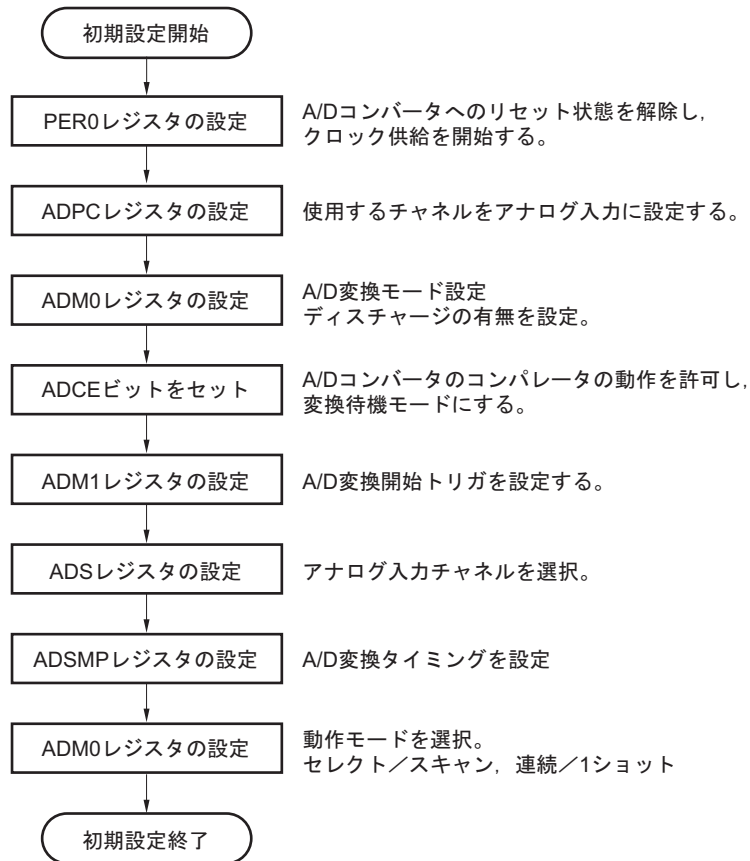 初期設定開始
PER0レジスタの設定
A/Dコンバータへのリセット状態を解除し,
クロック供給を開始する。
ADPCレジスタの設定
使用するチャネルをアナログ入力に設定する。
ADM0レジスタの設定
A/D変換モード設定
ディスチャージの有無を設定。
ADCEビットをセット
A/Dコンバータのコンパレータの動作を許可し,
変換待機モードにする。
ADM1レジスタの設定
A/D変換開始トリガを設定する。
ADSレジスタの設定
アナログ入力チャネルを選択。
ADSMPレジスタの設定
A/D変換タイミングを設定
ADM0レジスタの設定
動作モードを選択。
セレクト／スキャン, 連続／1ショット
初期設定終了